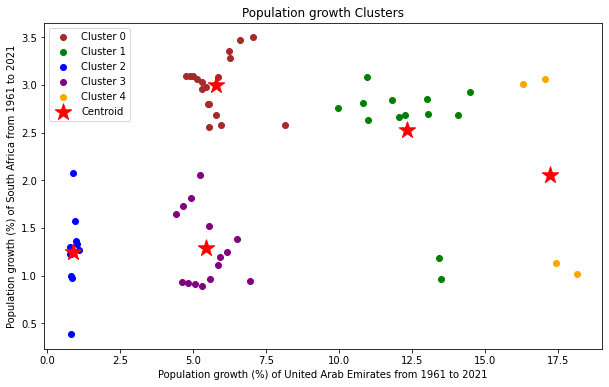 Population growth Clusters
Population growth (%) of South Africa from 1961 to 2021
3.5
3.0
2.5
2.0
1.5
1.0
0.5
Cluster 0
Cluster 1
Cluster 2
Cluster 3
Cluster 4
Centroid
0.0 2.5 5.0 7.5 10.0 12.5 15.0 17.5
Population growth (%) of United Arab Emirates from 1961 to 2021